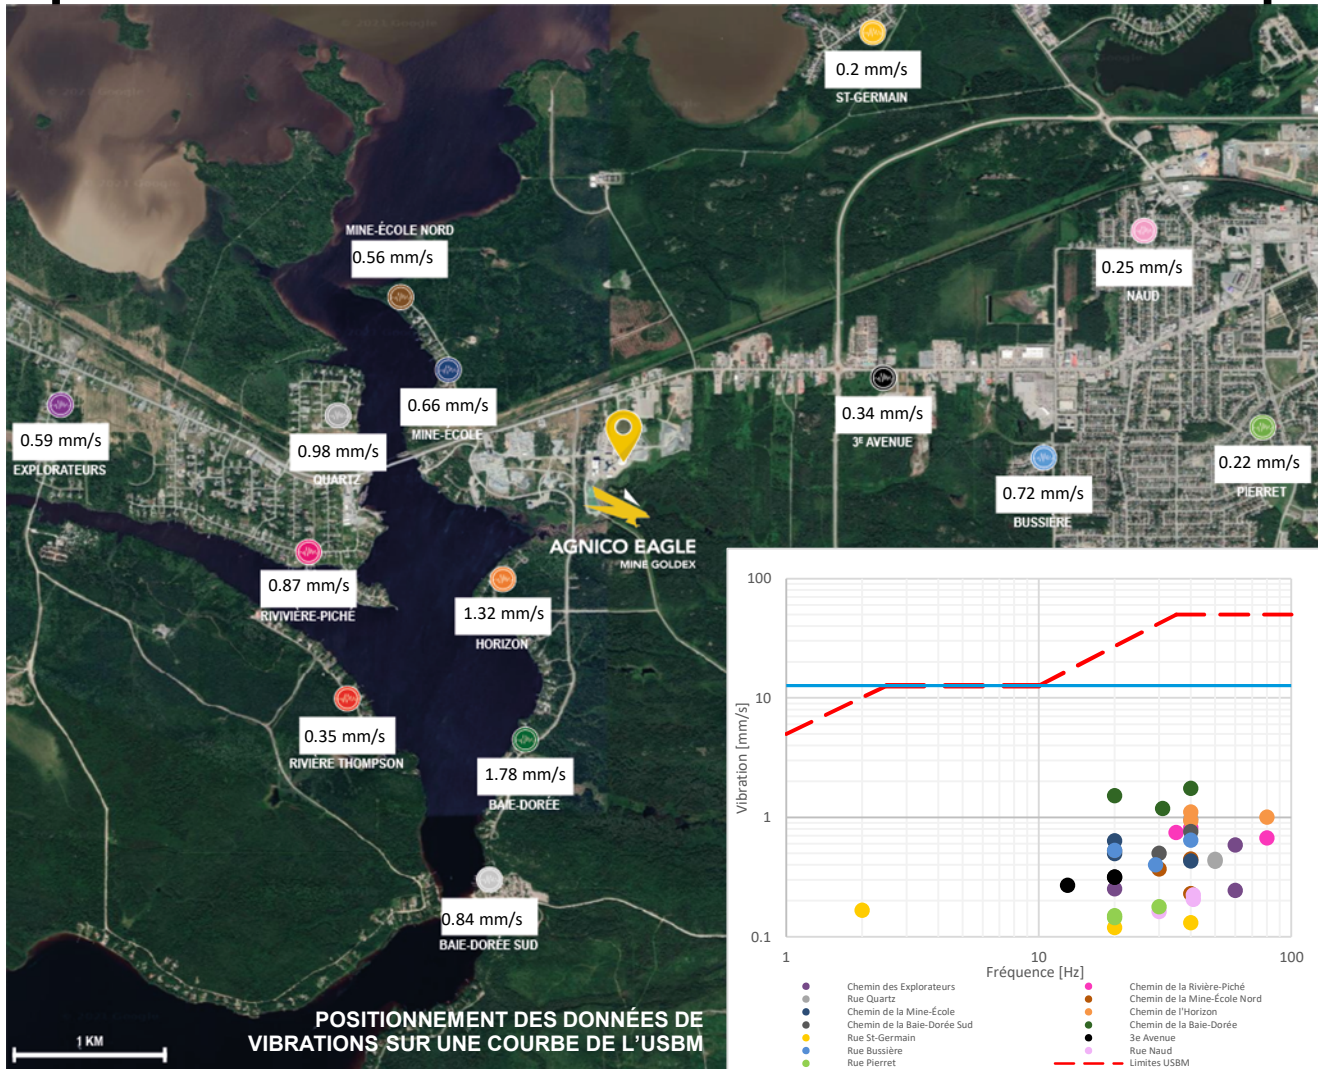 0.2 mm/s
ST-GERMAIN
MINE-ÉCOLE NORD
0.56 mm/s
0.25 mm/s
NAUD
0.66 mm/s
MINE-ÉCOLE
0.59 mm/s
EXPLORATEURS
0.98 mm/s
QUARTZ
0.34 mm/s
3E AVENUE
0.22 mm/s
PIERRET
0.72 mm/s
BUSSIÈRE
AGNICO EAGLE
MINE GOLDEX
0.87 mm/s
RIVIVIÈRE-PICHÉ
1.32 mm/s
HORIZON
0.35 mm/s
RIVIÈRE THOMPSON
1.78 mm/s
BAIE-DORÉE
0.84 mm/s
BAIE-DORÉE SUD
POSITIONNEMENT DES DONNÉES DE
VIBRATIONS SUR UNE COURBE DE L'USBM
1 KM
100
10
1
0.1
Vibration [mm/s]
1 10 100
Fréquence [Hz]
Chemin des Explorateurs
Chemin de la Rivière-Piché
Rue Quartz
Chemin de la Mine-École Nord
Chemin de la Mine-École
Chemin de l'Horizon
Chemin de la Baie-Dorée Sud
Chemin de la Baie-Dorée
Rue St-Germain
3e Avenue
Rue Bussière
Rue Naud
Rue Pierret
Limites USBM